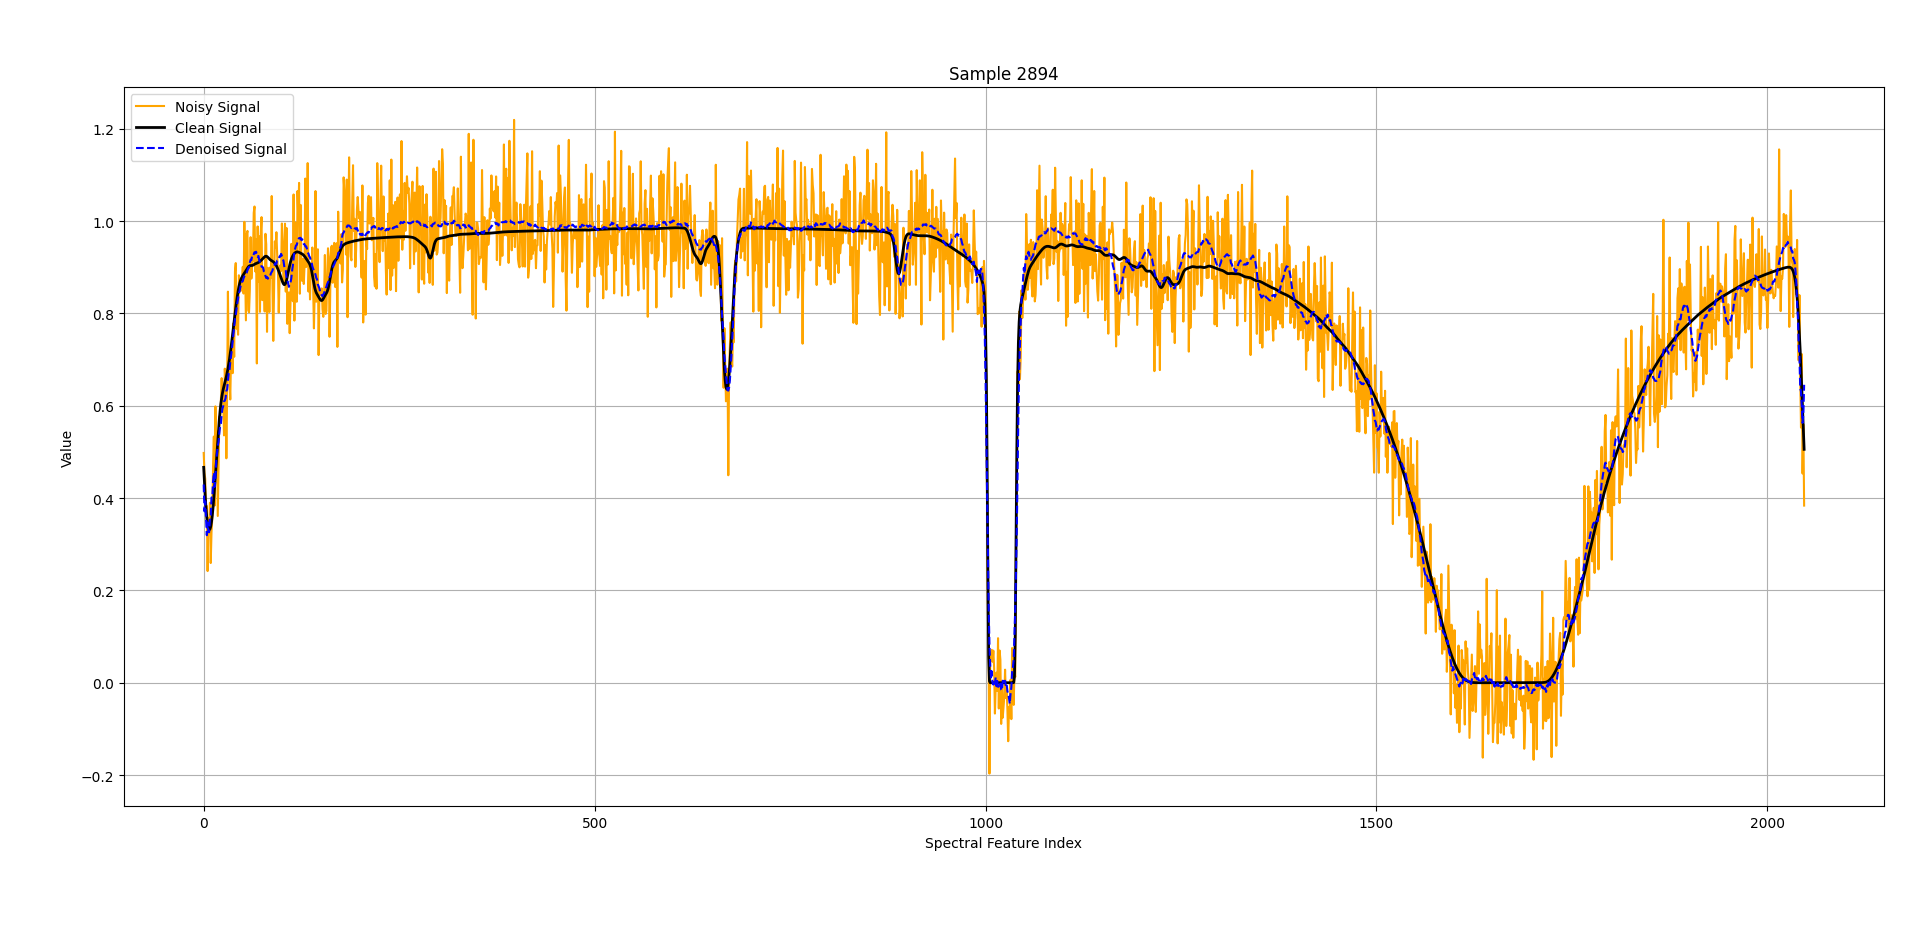 Sample 2894
Noisy Signal
Clean Signal
Denoised Signal
1.2
1.0
0.8
0.6
0.4
0.2
0.0
−0.2
Value
0 500 1000 1500 2000
Spectral Feature Index